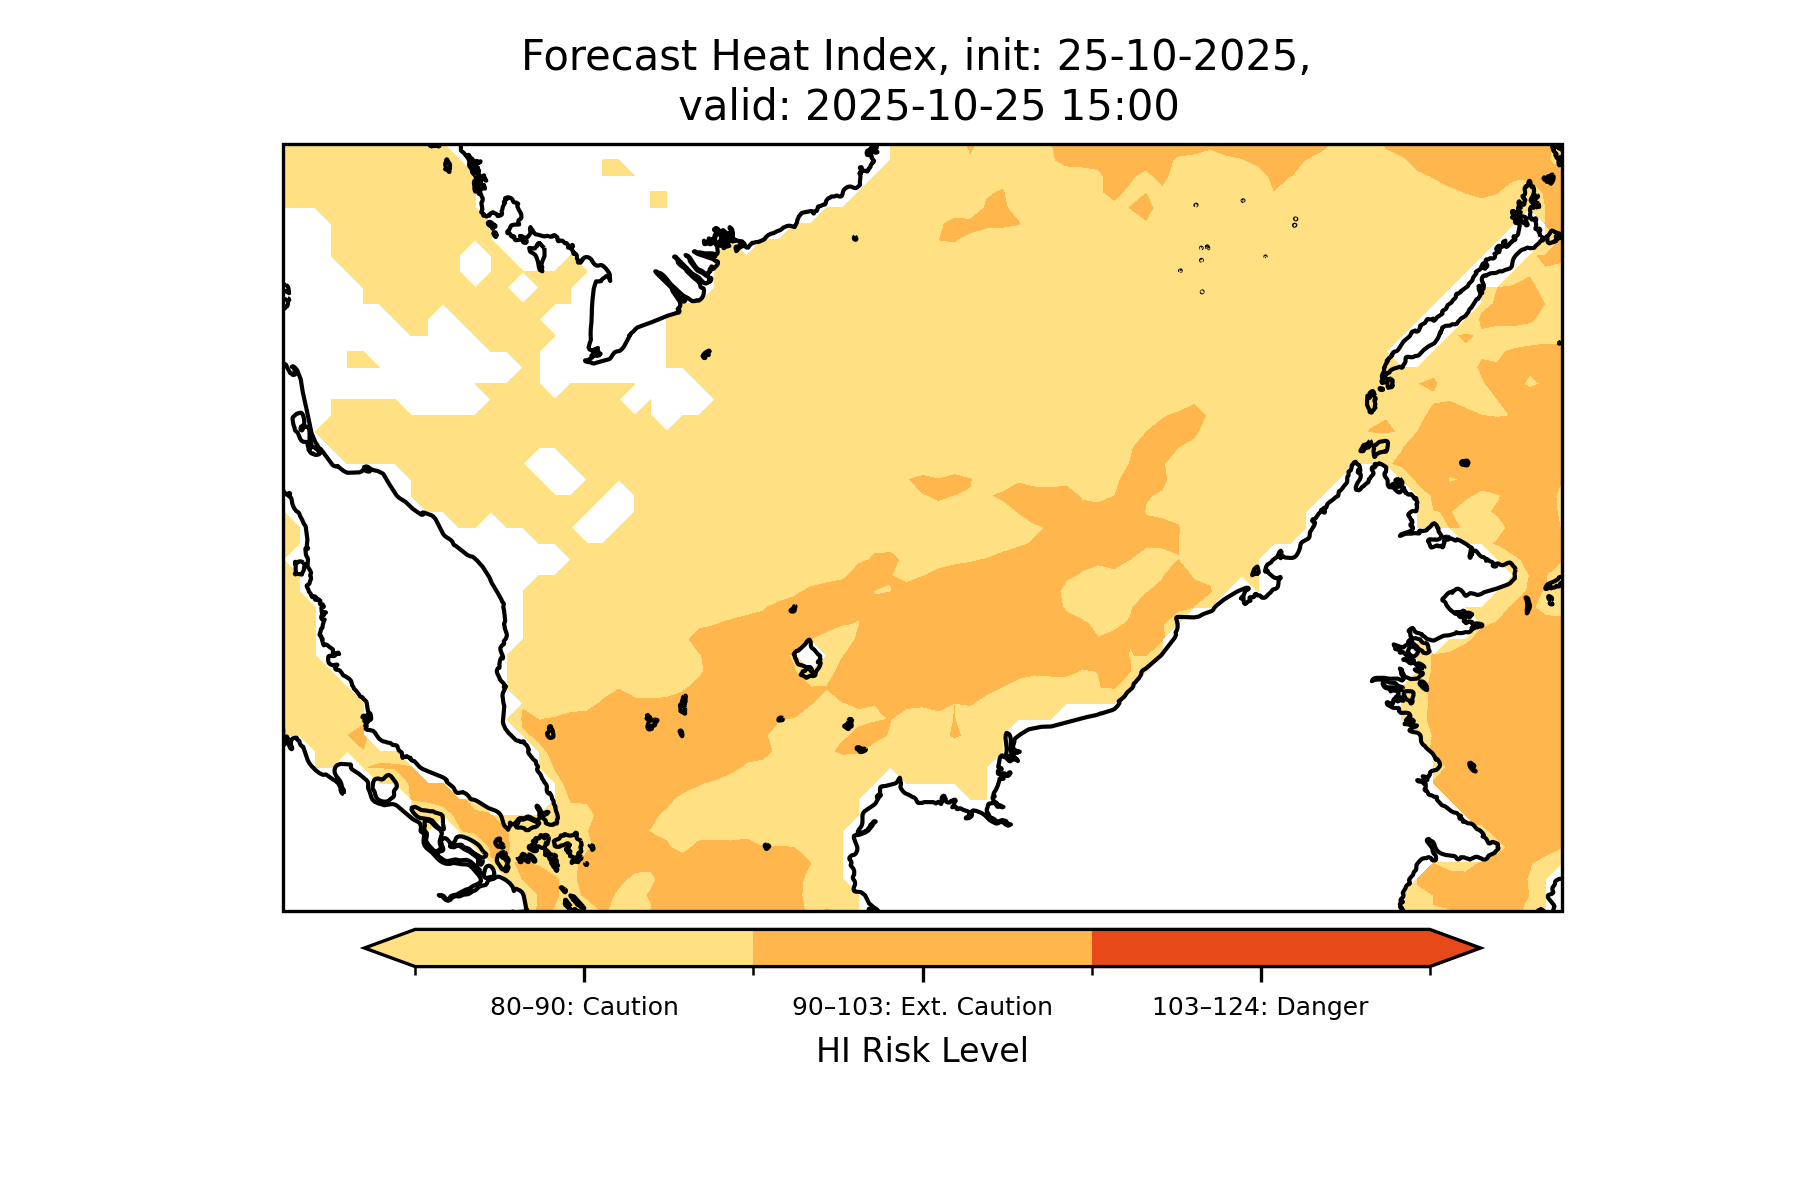 Forecast Heat Index, init: 25-10-2025,
valid: 2025-10-25 15:00
80–90: Caution
90–103: Ext. Caution
103–124: Danger
HI Risk Level